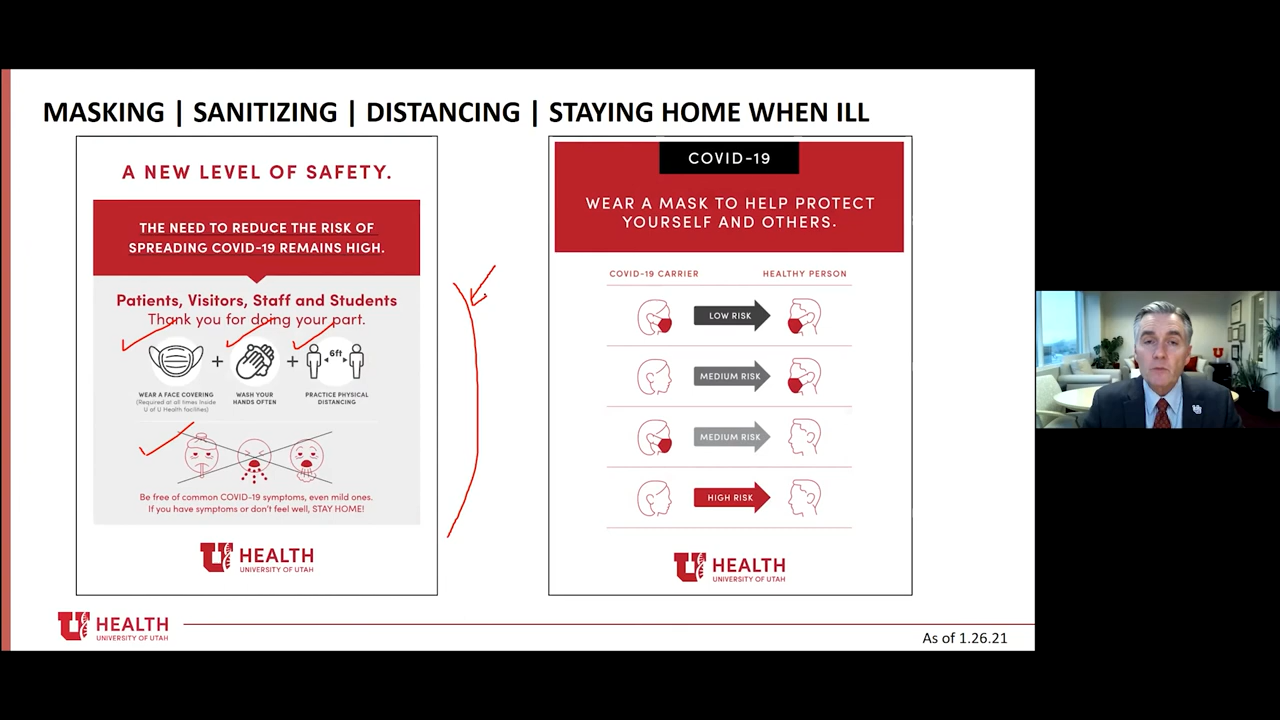 MASKING | SANITIZING | DISTANCING | STAYING HOME WHEN ILL
A NEW LEVEL OF SAFETY.
THE NEED TO REDUCE THE RISK OF
SPREADING COVID-19 REMAINS HIGH.
Patients, Visitors, Staff and Students
Thank you for doing your part.
+
+
6ft
WEAR A FACE COVERING
(Required at all times inside
U of U Health facilities)
WASH YOUR
HANDS OFTEN
PRACTICE PHYSICAL
DISTANCING
Be free of common COVID-19 symptoms, even mild ones.
If you have symptoms or don't feel well, STAY HOME!
U HEALTH
UNIVERSITY OF UTAH
COVID-19
WEAR A MASK TO HELP PROTECT
YOURSELF AND OTHERS.
COVID-19 CARRIER
HEALTHY PERSON
LOW RISK
MEDIUM RISK
MEDIUM RISK
HIGH RISK
U HEALTH
UNIVERSITY OF UTAH
U HEALTH
UNIVERSITY OF UTAH
As of 1.26.21